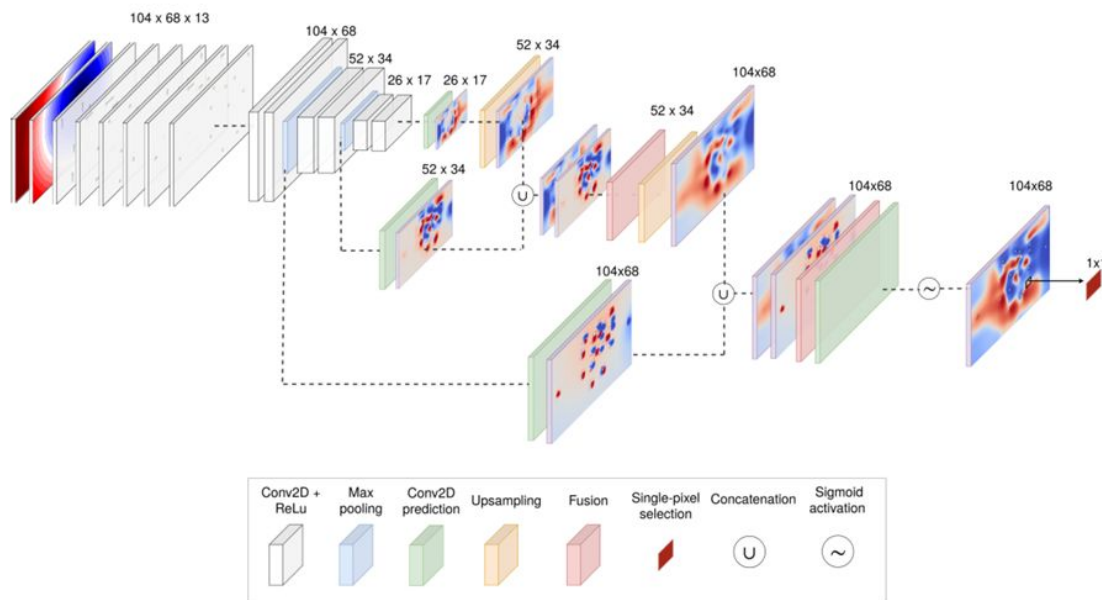 104 x 68 x 13
104 x 68
52 x 34
26 x 17
26 x 17
52 x 34
52 x 34
52 x 34
104x68
104x68
104x68
104x68
1x
∪
∪
~
Conv2D +
ReLu
Max
pooling
Conv2D
prediction
Upsampling
Fusion
Single-pixel
selection
Concatenation
Sigmoid
activation
∪
~